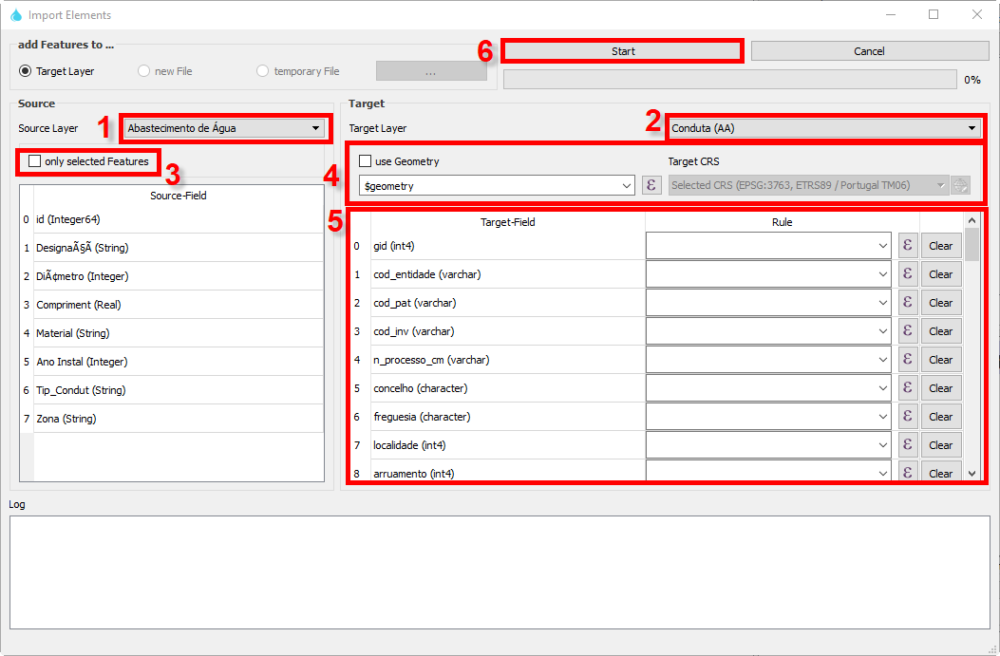 Import Elements
add Features to ...
Target Layer
new File
temporary File
...
6
Start
Cancel
0%
Source
Source Layer
1
Abastecimento de Água
only selected Features
3
Source-Field
0 id (Integer64)
1 DesignaÃ§Ã (String)
2 DiÃ¢metro (Integer)
3 Compriment (Real)
4 Material (String)
5 Ano Instal (Integer)
6 Tip_Condut (String)
7 Zona (String)
Target
Target Layer
2
Conduta (AA)
4
use Geometry
Target CRS
$geometry
ε
Selected CRS (EPSG:3763, ETRS89 / Portugal TM06)
5
Target-Field Rule
0 gid (int4) ε Clear
1 cod_entidade (varchar) ε Clear
2 cod_pat (varchar) ε Clear
3 cod_inv (varchar) ε Clear
4 n_processo_cm (varchar) ε Clear
5 concelho (character) ε Clear
6 freguesia (character) ε Clear
7 localidade (int4) ε Clear
8 arruamento (int4) ε Clear
Log